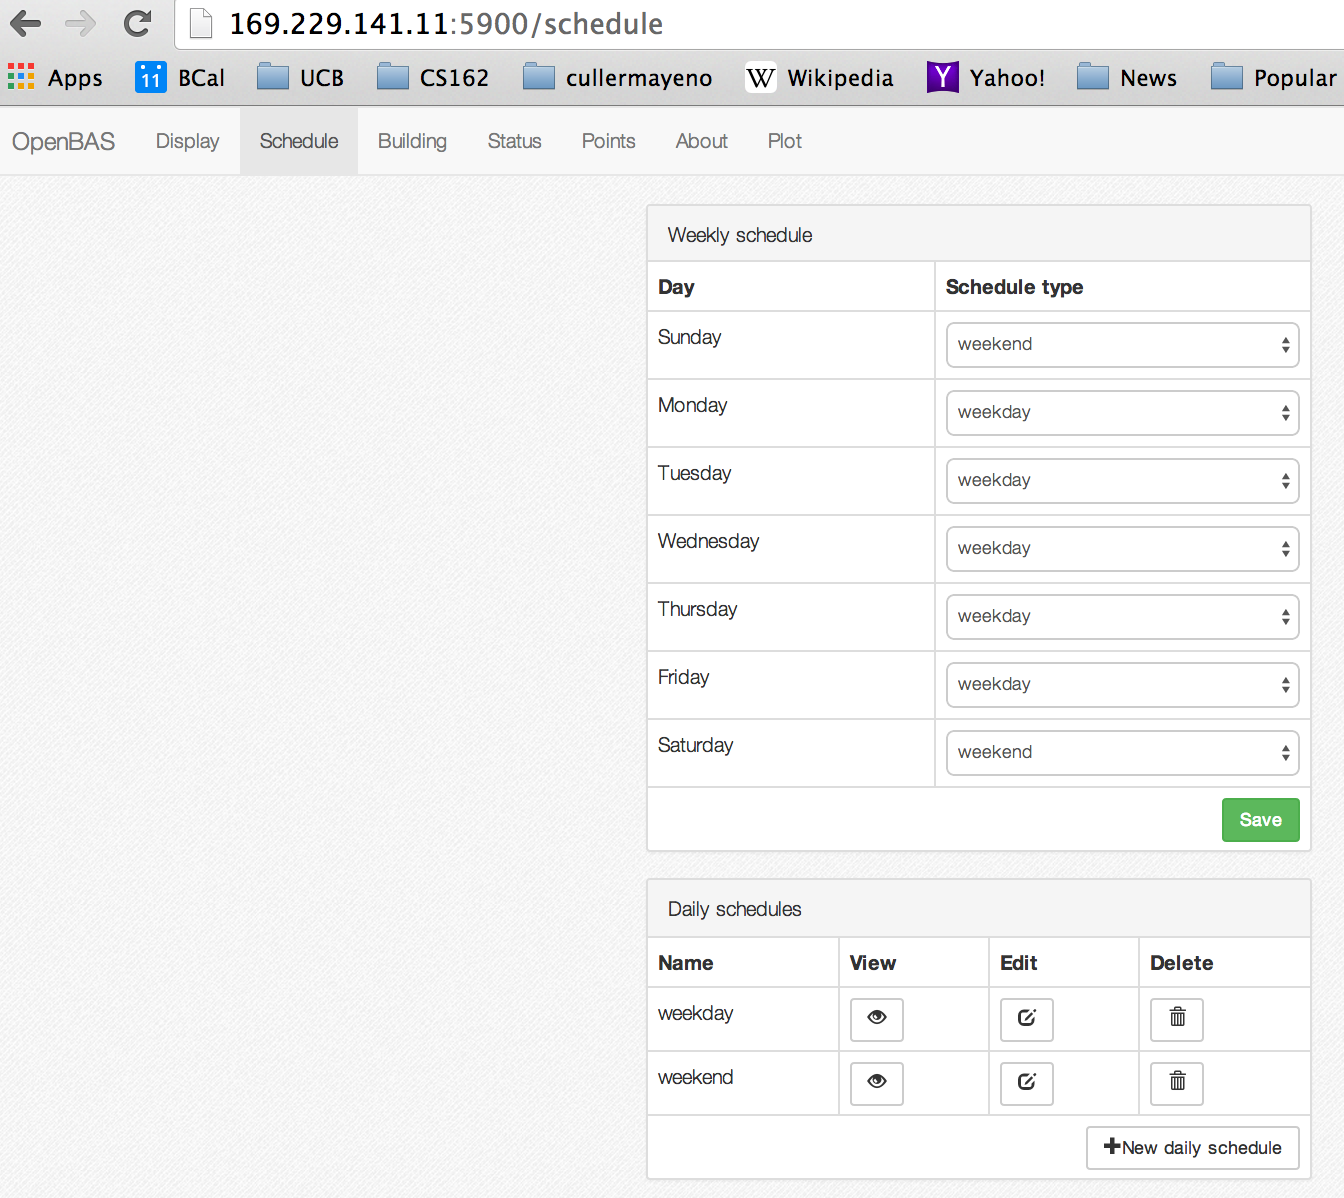 169.229.141.11:5900/schedule
Apps 11 BCal UCB CS162 cullermayeno W Wikipedia Y Yahoo! News Popular
OpenBAS Display Schedule Building Status Points About Plot
Weekly schedule
Day Schedule type
Sunday weekend
Monday weekday
Tuesday weekday
Wednesday weekday
Thursday weekday
Friday weekday
Saturday weekend
Save
Daily schedules
Name View Edit Delete
weekday
weekend
+New daily schedule